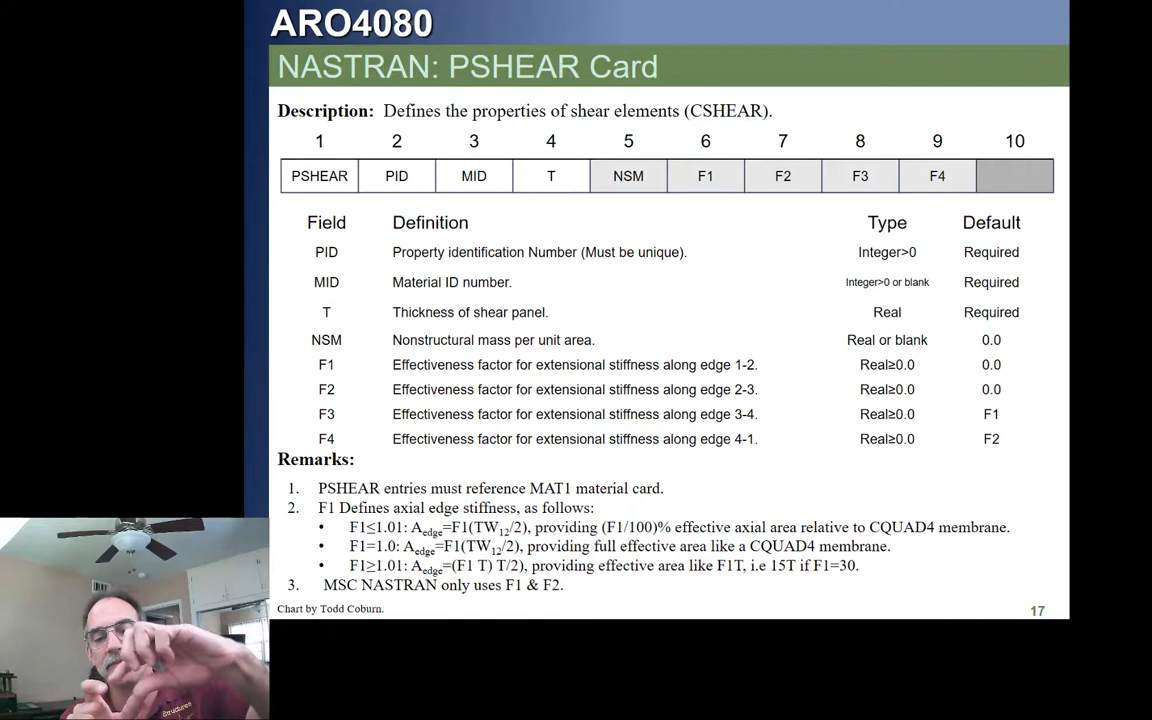 ARO4080
NASTRAN: PSHEAR Card
Description: Defines the properties of shear elements (CSHEAR).
1 2 3 4 5 6 7 8 9 10
PSHEAR PID MID T NSM F1 F2 F3 F4
Field Definition Type Default
PID Property identification Number (Must be unique). Integer>0 Required
MID Material ID number. Integer>0 or blank Required
T Thickness of shear panel. Real Required
NSM Nonstructural mass per unit area. Real or blank 0.0
F1 Effectiveness factor for extensional stiffness along edge 1-2. Real≥0.0 0.0
F2 Effectiveness factor for extensional stiffness along edge 2-3. Real≥0.0 0.0
F3 Effectiveness factor for extensional stiffness along edge 3-4. Real≥0.0 F1
F4 Effectiveness factor for extensional stiffness along edge 4-1. Real≥0.0 F2
Remarks:
1. PSHEAR entries must reference MAT1 material card.
2. F1 Defines axial edge stiffness, as follows:
• F1≤1.01: Aedge=F1(TW12/2), providing (F1/100)% effective axial area relative to CQUAD4 membrane.
• F1=1.0: Aedge=F1(TW12/2), providing full effective area like a CQUAD4 membrane.
• F1≥1.01: Aedge=(F1 T) T/2), providing effective area like F1T, i.e 15T if F1=30.
3. MSC NASTRAN only uses F1 & F2.
Chart by Todd Coburn.
17
Structures